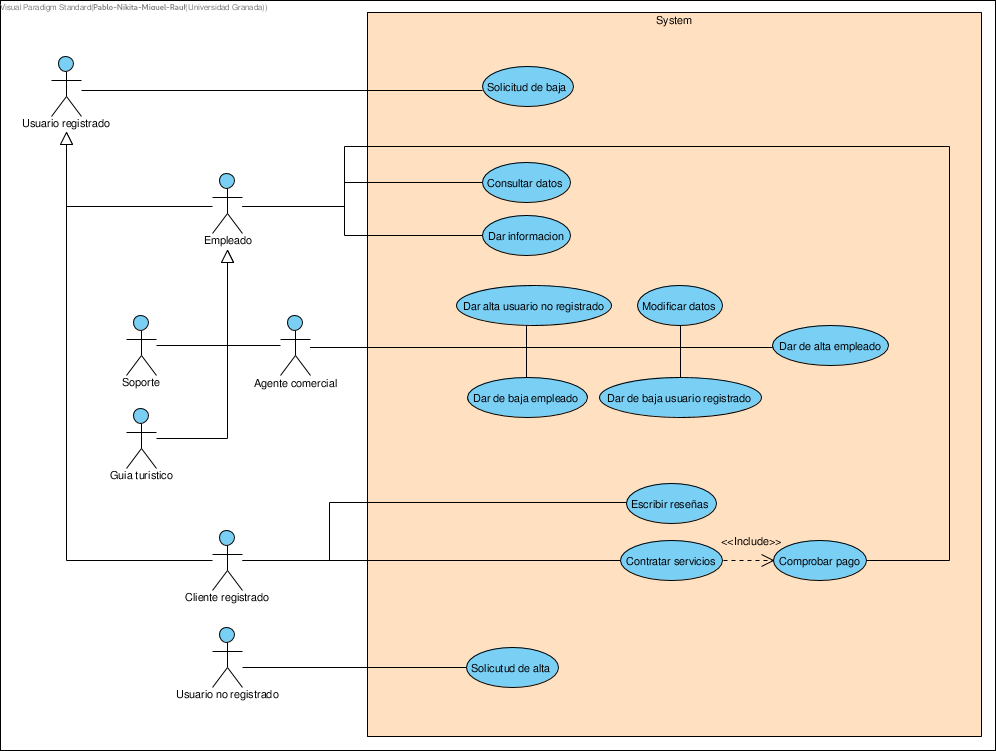 Visual Paradigm Standard(Pablo-Nikita-Miguel-Raul(Universidad Granada))
System
Solicitud de baja
Usuario registrado
Consultar datos
Dar informacion
Empleado
Dar alta usuario no registrado
Modificar datos
Dar de alta empleado
Soporte
Agente comercial
Dar de baja empleado
Dar de baja usuario registrado
Guia turistico
Escribir reseñas
<<Include>>
Contratar servicios
Comprobar pago
Cliente registrado
Solicutud de alta
Usuario no registrado